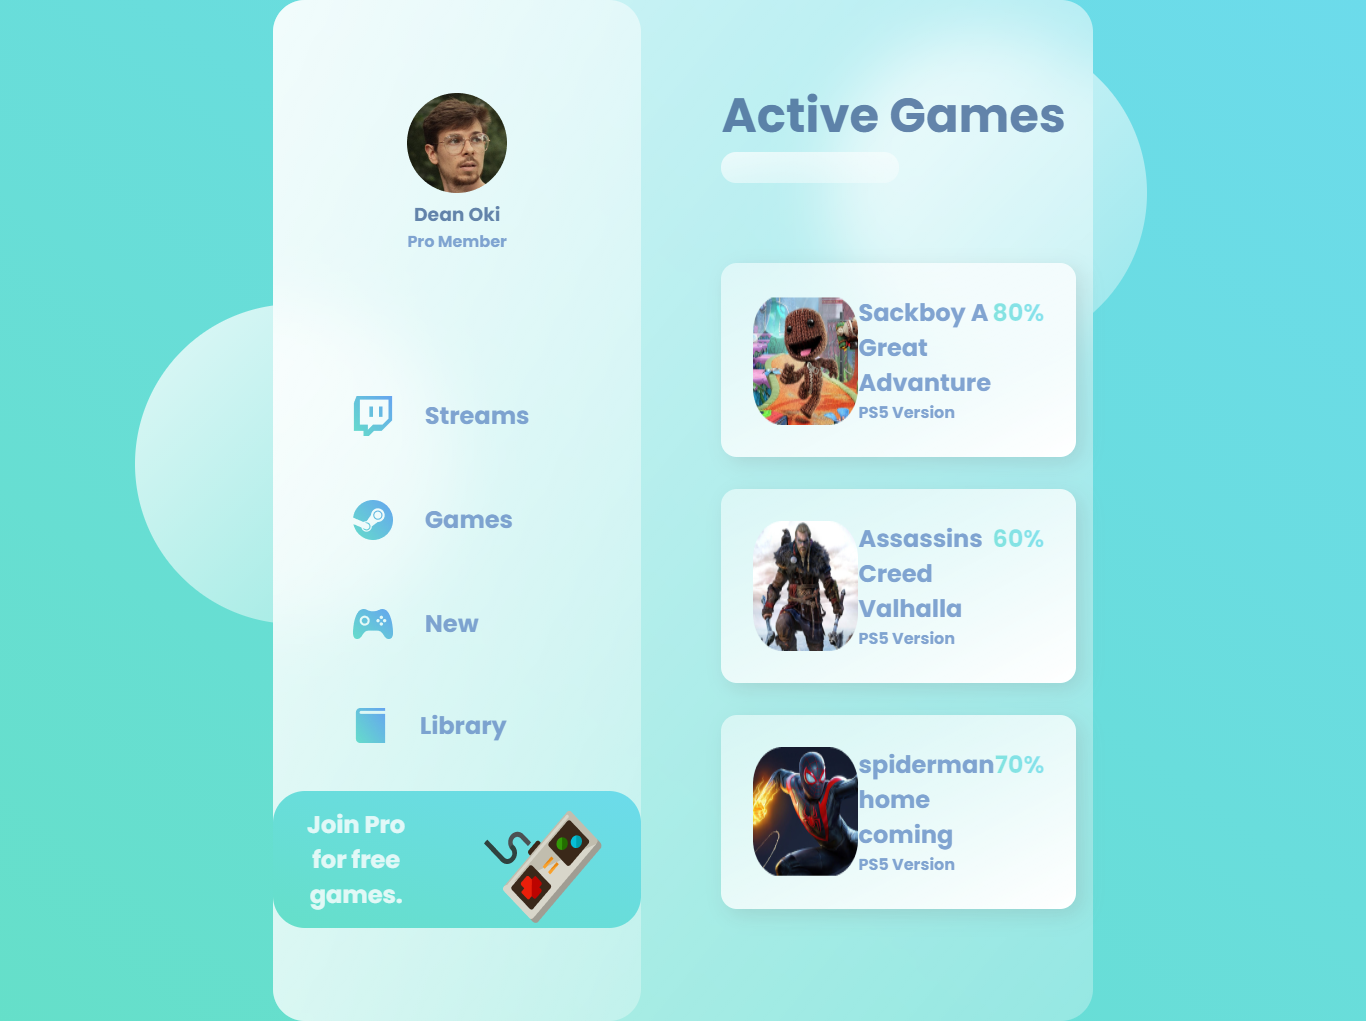 Dean Oki
Pro Member
Streams
Games
New
Library
Join Pro
for free
games.
Active Games
Sackboy A 80%
Great
Advanture
PS5 Version
Assassins 60%
Creed
Valhalla
PS5 Version
spiderman 70%
home
coming
PS5 Version